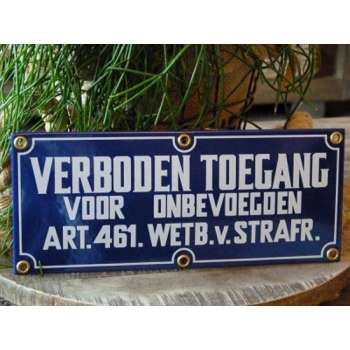 VERBODEN TOEGANG
VOOR ONBEVOEGDEN
ART.461.WETB.v.STRAFR.